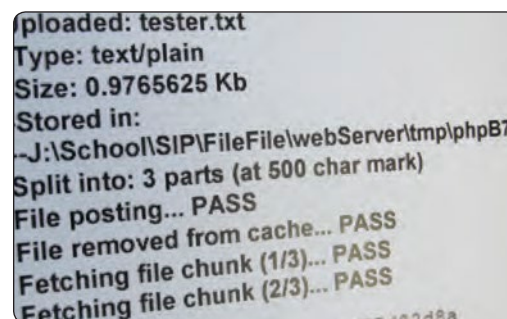 ploaded: tester.txt
Type: text/plain
Size: 0.9765625 Kb
Stored in:
--J:\School\SIP\FileFile\webServer\tmp\phpB7
Split into: 3 parts (at 500 char mark)
File posting... PASS
File removed from cache... PASS
Fetching file chunk (1/3)... PASS
Fetching file chunk (2/3)... PASS